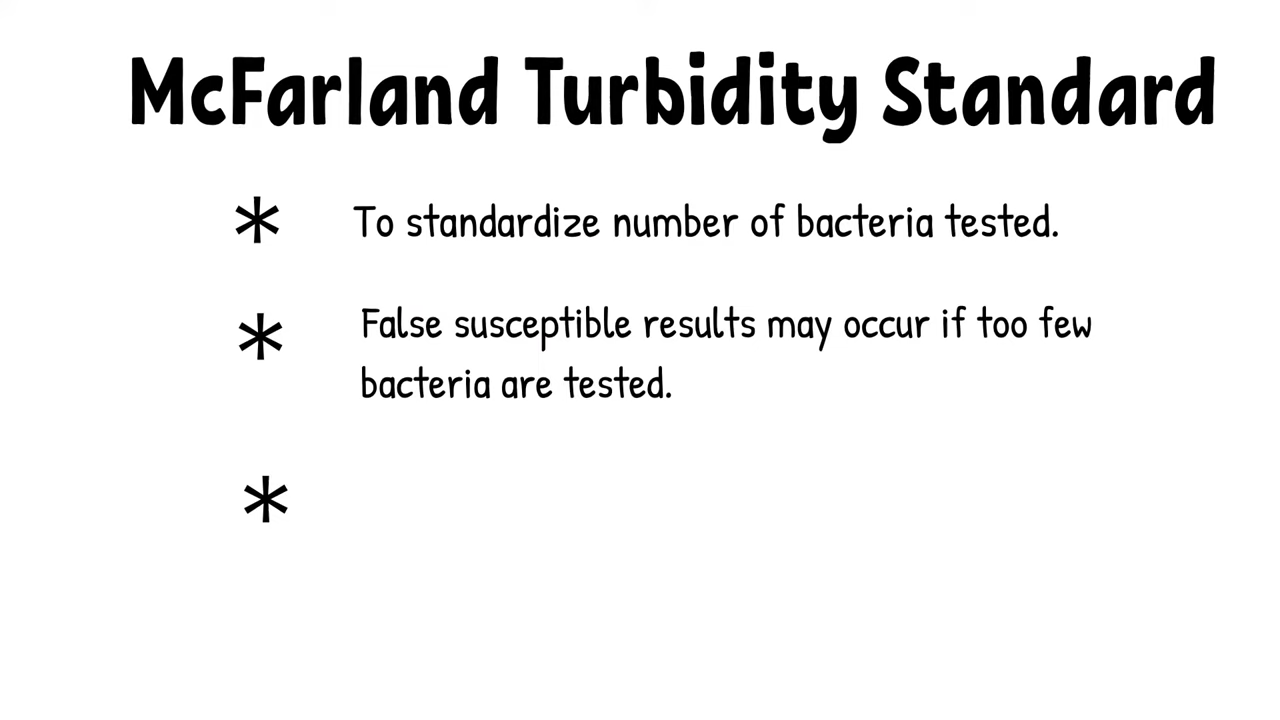 McFarland Turbidity Standard
* To standardize number of bacteria tested.
* False susceptible results may occur if too few
bacteria are tested.
*